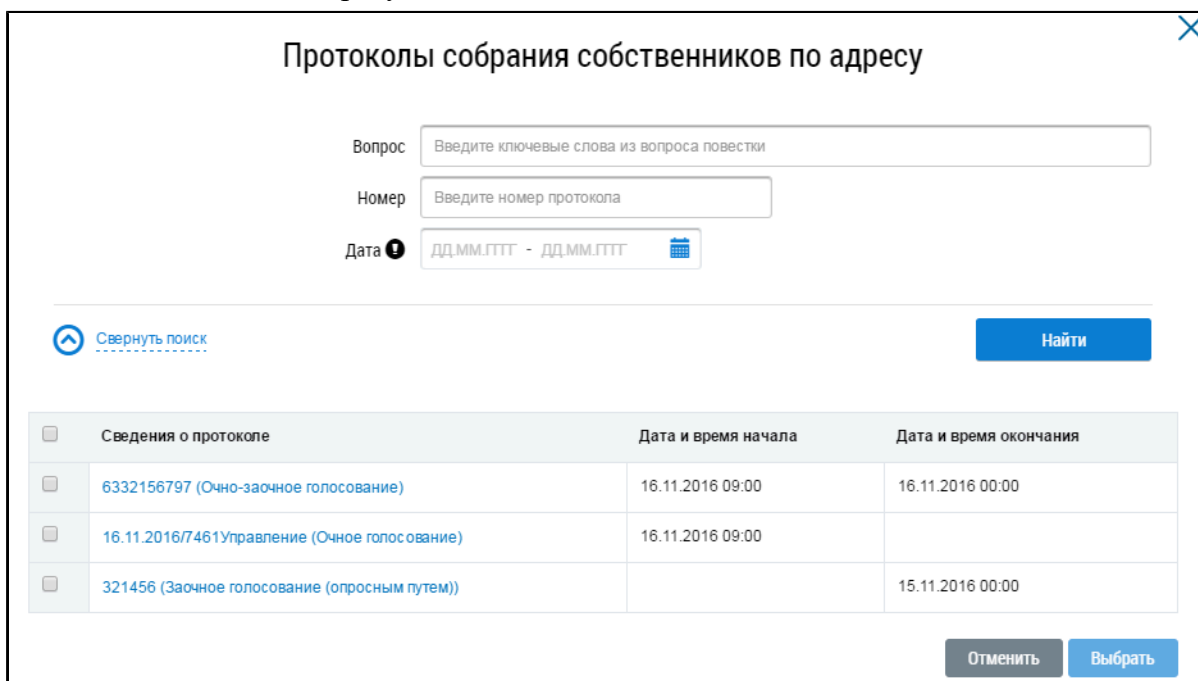 Протоколы собрания собственников по адресу
Вопрос Введите ключевые слова из вопроса повестки
Номер Введите номер протокола
Дата ДД.ММ.ГГГГ - ДД.ММ.ГГГГ
Свернуть поиск Найти
Сведения о протоколе Дата и время начала Дата и время окончания
6332156797 (Очно-заочное голосование) 16.11.2016 09:00 16.11.2016 00:00
16.11.2016/7461Управление (Очное голосование) 16.11.2016 09:00
321456 (Заочное голосование (опросным путем)) 15.11.2016 00:00
Отменить Выбрать